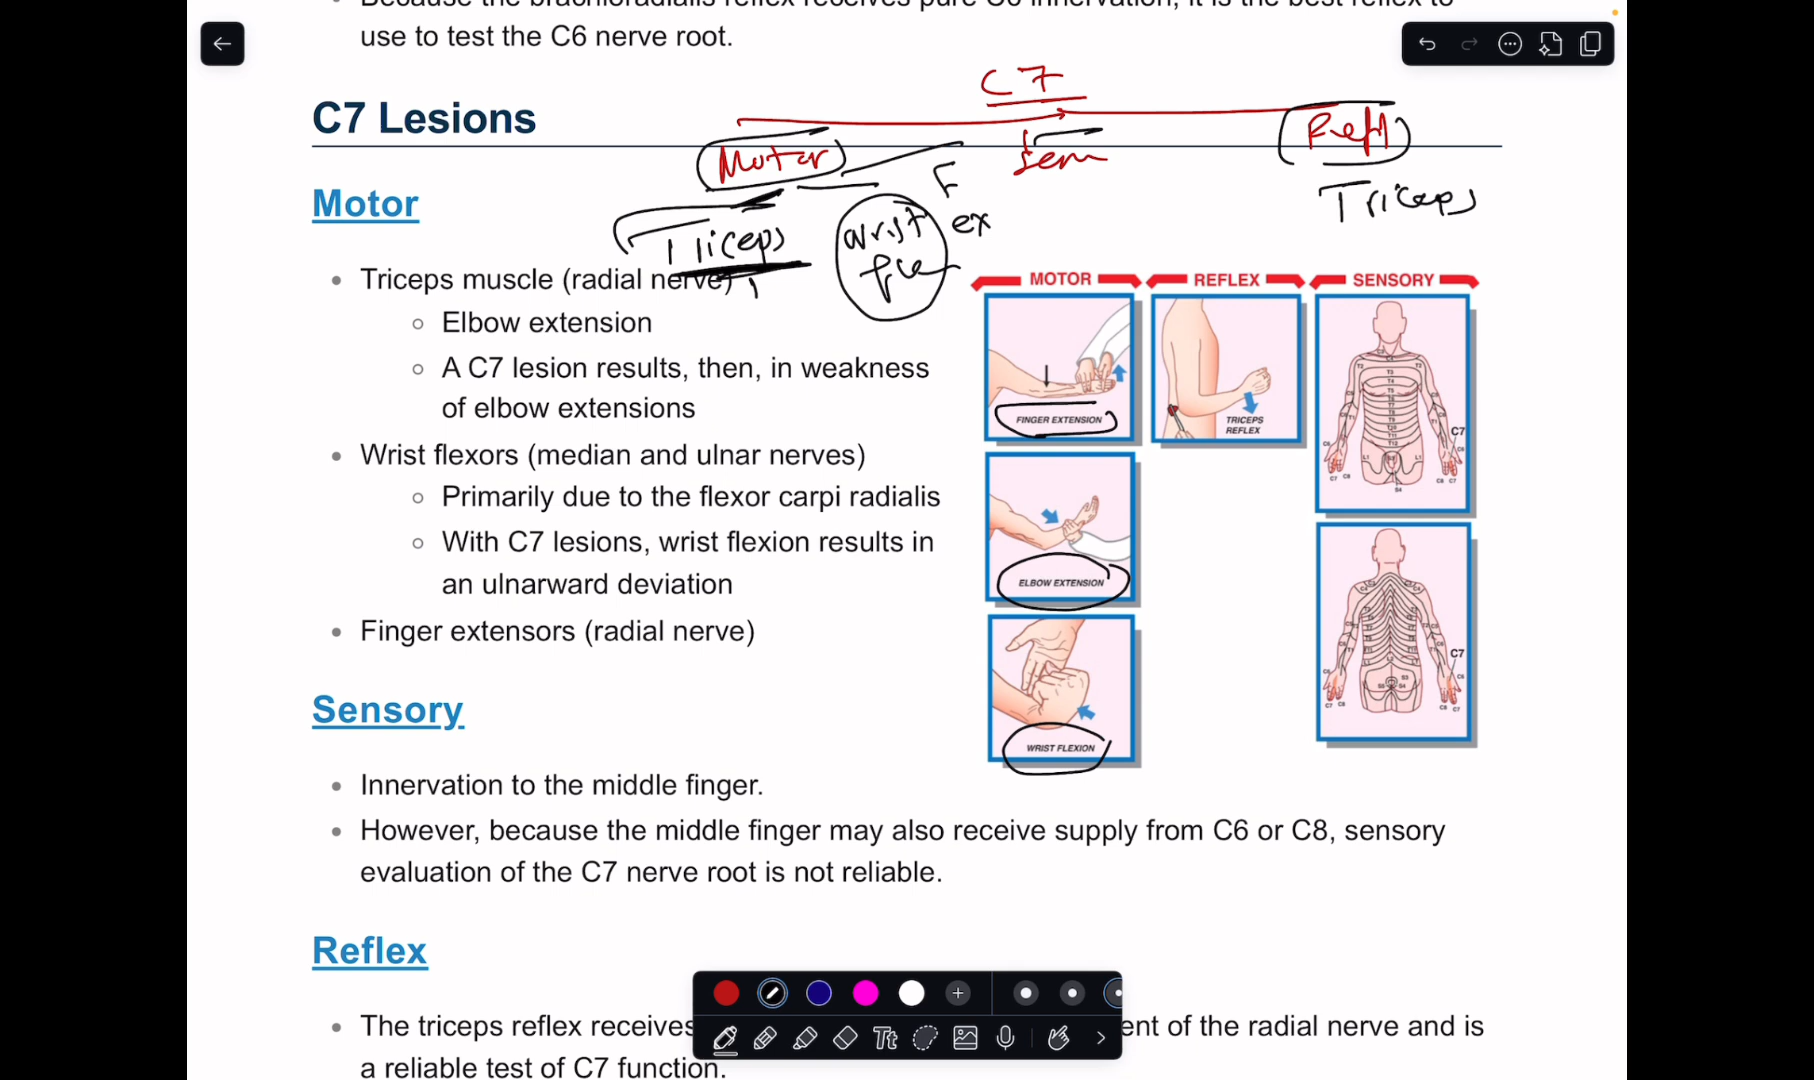 use to test the C6 nerve root.
C7
C7 Lesions
Motor
Sen
Refl
F
ex
Triceps
wrist
Triceps
Motor
Triceps muscle (radial nerve)
Elbow extension
A C7 lesion results, then, in weakness
of elbow extensions
Wrist flexors (median and ulnar nerves)
Primarily due to the flexor carpi radialis
With C7 lesions, wrist flexion results in
an ulnarward deviation
Finger extensors (radial nerve)
MOTOR
FINGER EXTENSION
ELBOW EXTENSION
WRIST FLEXION
REFLEX
TRICEPS
REFLEX
SENSORY
C7
C7
Sensory
Innervation to the middle finger.
However, because the middle finger may also receive supply from C6 or C8, sensory
evaluation of the C7 nerve root is not reliable.
Reflex
The triceps reflex receives
ent of the radial nerve and is
a reliable test of C7 function.
Tt